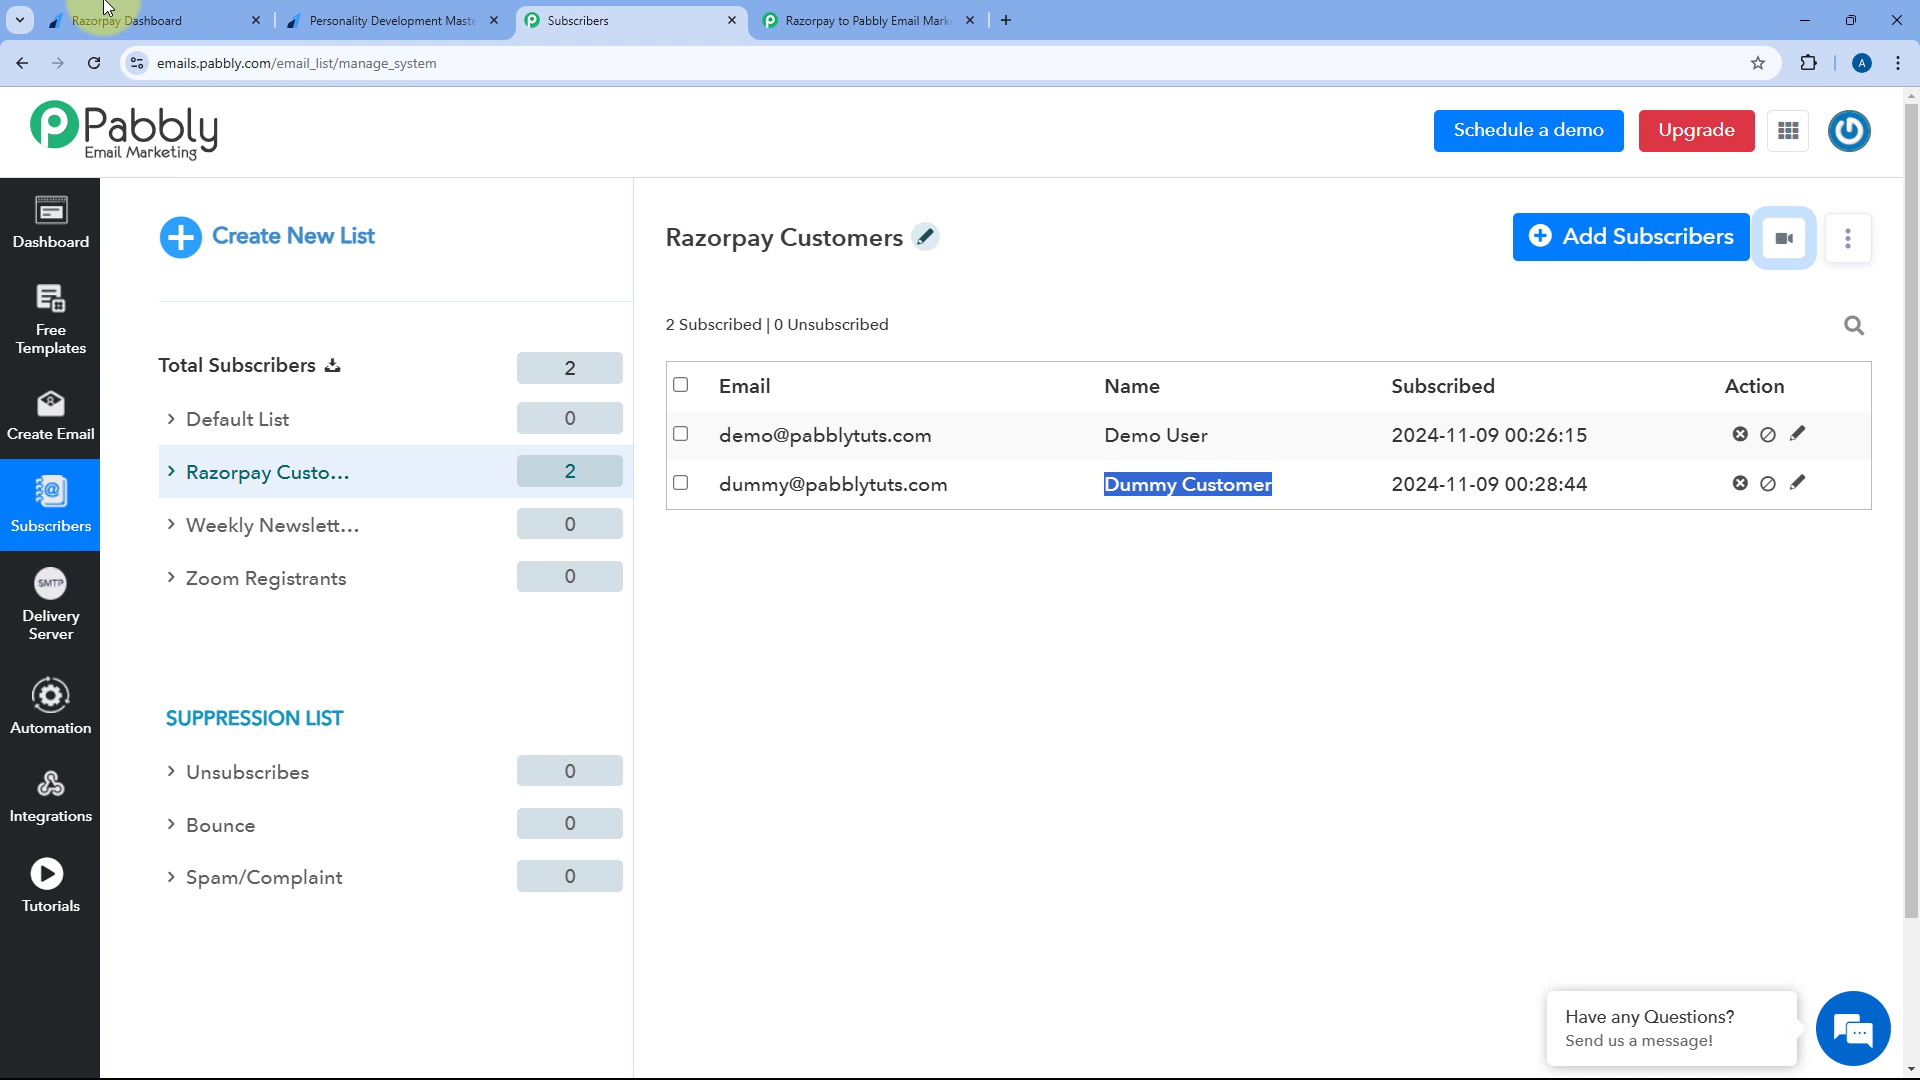 Razorpay Dashboard
Personality Development Maste
Subscribers
Razorpay to Pabbly Email Mark
emails.pabbly.com/email_list/manage_system
A
Pabbly
Email Marketing
Schedule a demo
Upgrade
Dashboard
Free
Templates
Create Email
Subscribers
SMTP
Delivery
Server
Automation
Integrations
Tutorials
Create New List
Total Subscribers 2
Default List 0
Razorpay Custo... 2
Weekly Newslett... 0
Zoom Registrants 0
SUPPRESSION LIST
Unsubscribes 0
Bounce 0
Spam/Complaint 0
Razorpay Customers
Add Subscribers
2 Subscribed | 0 Unsubscribed
Email Name Subscribed Action
demo@pabblytuts.com Demo User 2024-11-09 00:26:15
dummy@pabblytuts.com Dummy Customer 2024-11-09 00:28:44
Have any Questions?
Send us a message!